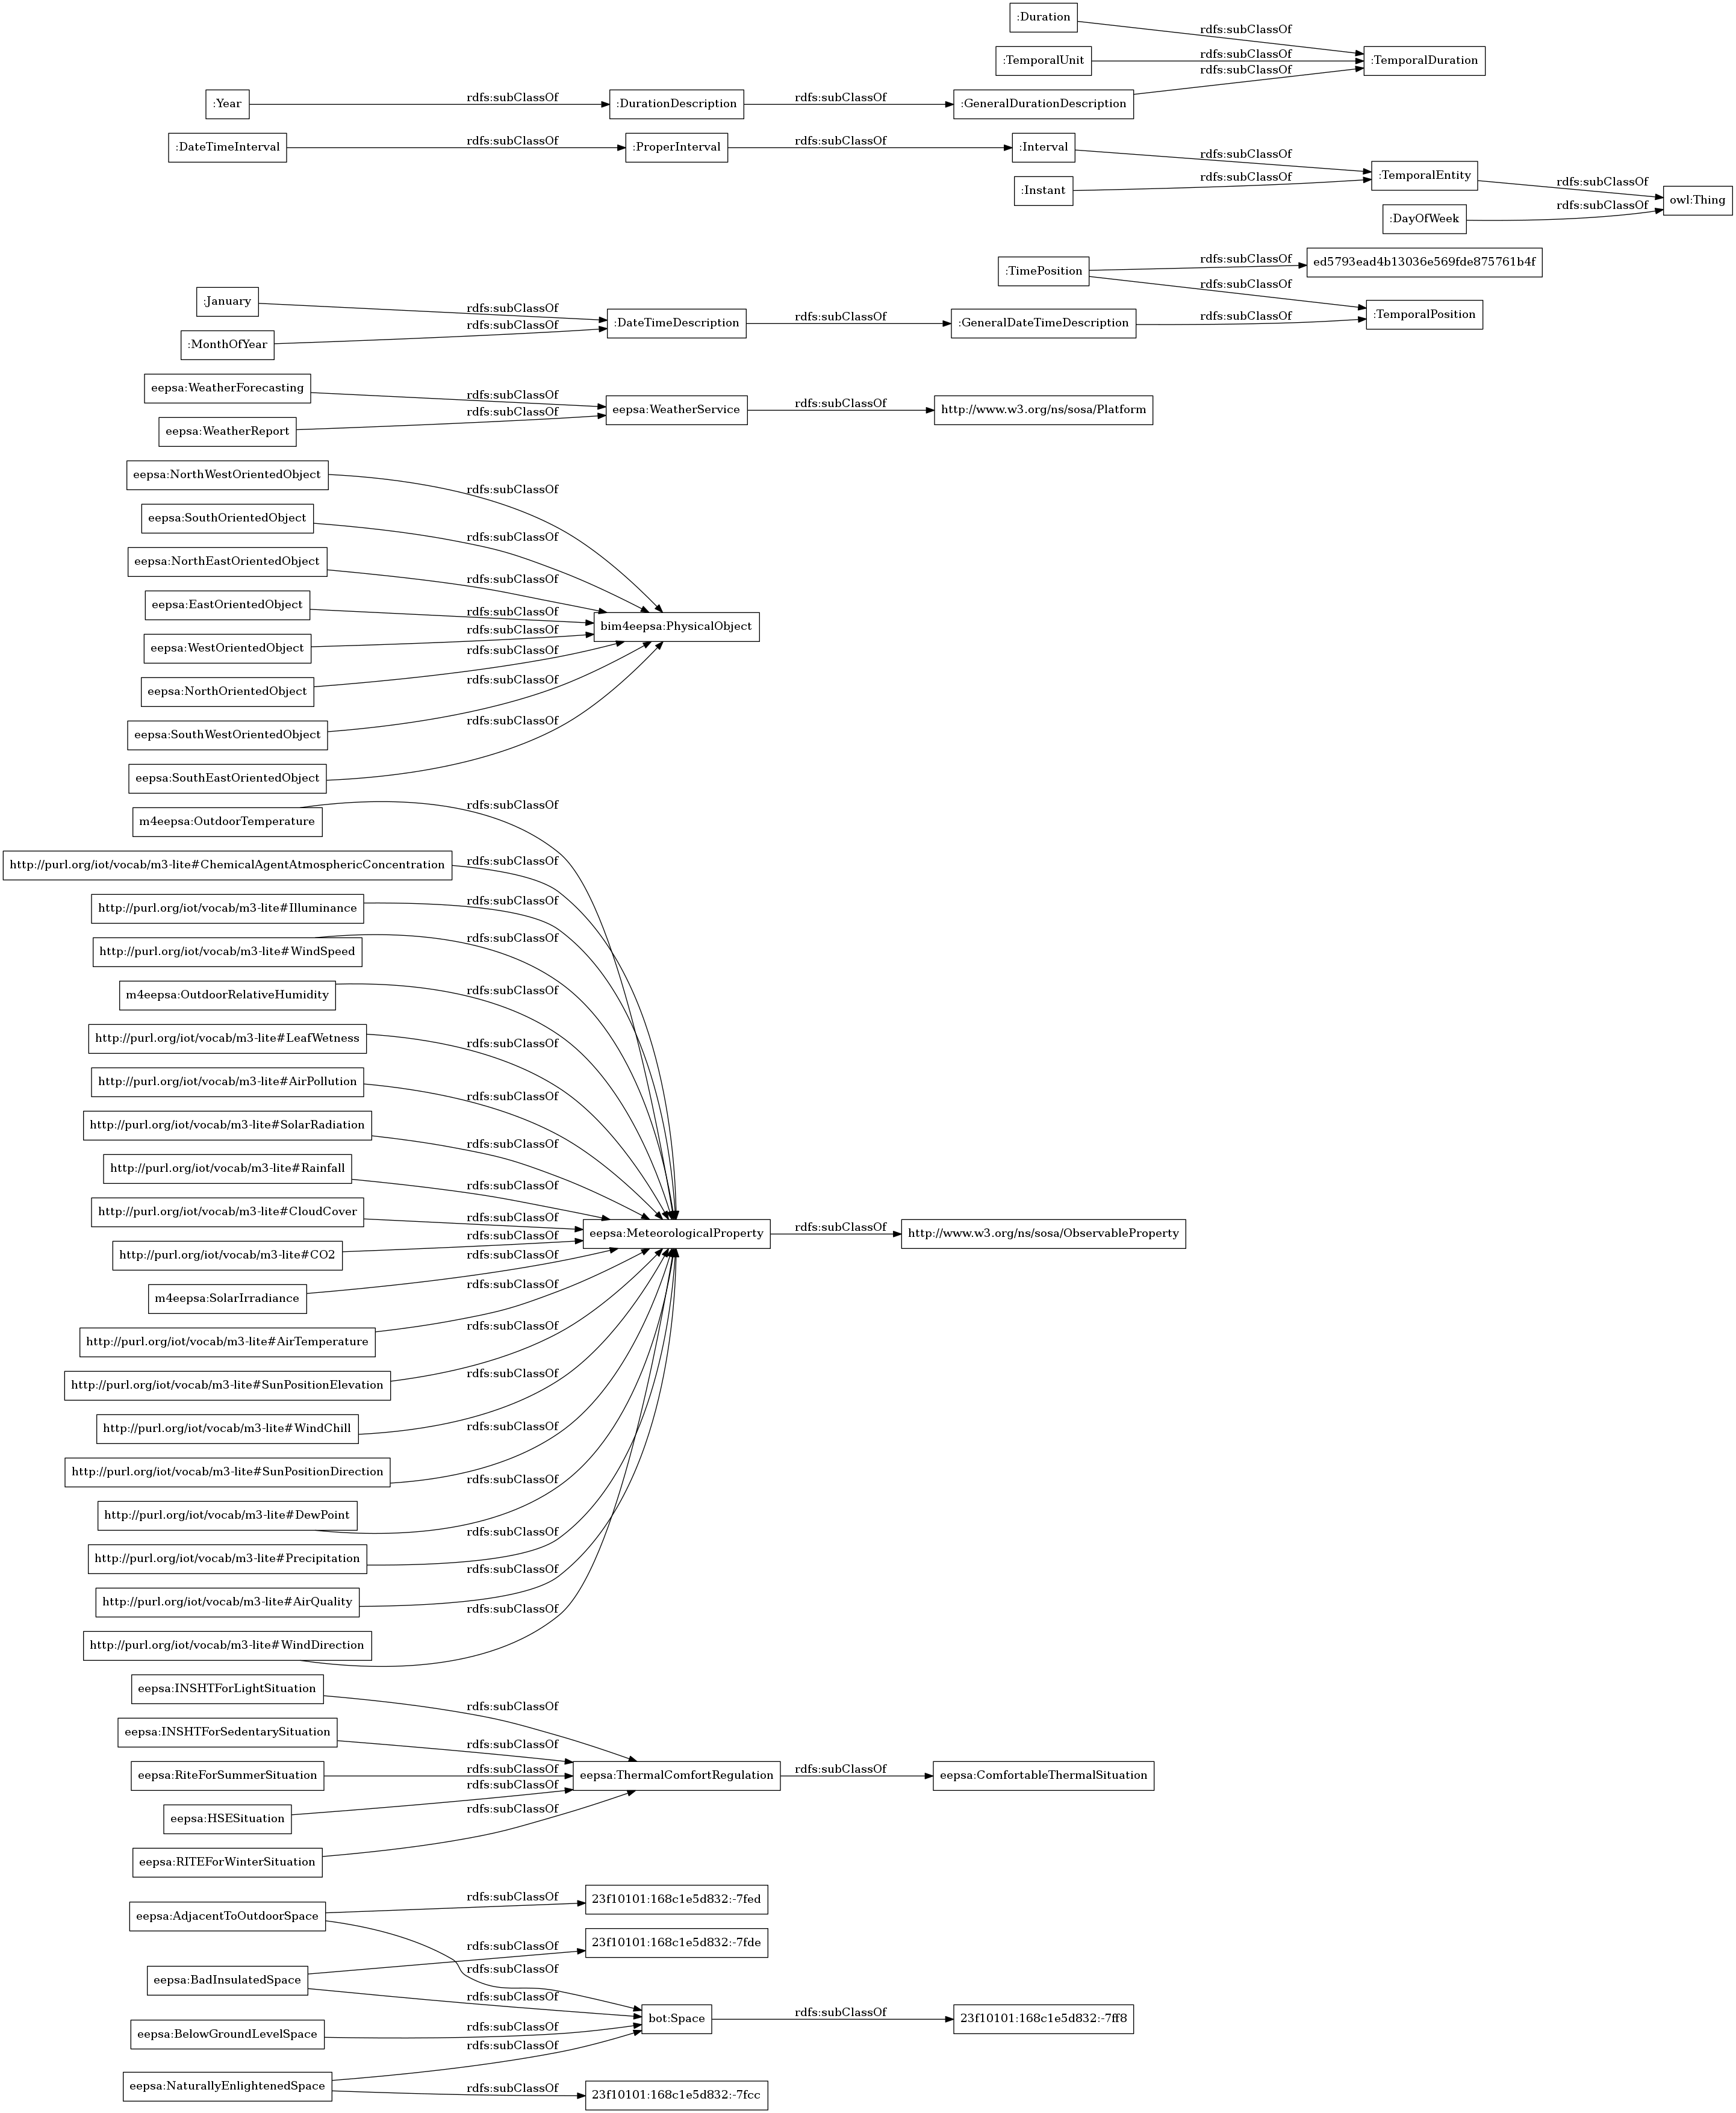 :Duration
rdfs:subClassOf
:TemporalUnit
rdfs:subClassOf
:TemporalDuration
rdfs:subClassOf
:Year
rdfs:subClassOf
:DurationDescription
rdfs:subClassOf
:GeneralDurationDescription
:DateTimeInterval
rdfs:subClassOf
:ProperInterval
rdfs:subClassOf
:Interval
rdfs:subClassOf
:TemporalEntity
rdfs:subClassOf
:Instant
rdfs:subClassOf
owl:Thing
:DayOfWeek
rdfs:subClassOf
:TimePosition
rdfs:subClassOf
ed5793ead4b13036e569fde875761b4f
rdfs:subClassOf
:January
rdfs:subClassOf
:DateTimeDescription
rdfs:subClassOf
:GeneralDateTimeDescription
rdfs:subClassOf
:TemporalPosition
:MonthOfYear
rdfs:subClassOf
eepsa:WeatherForecasting
rdfs:subClassOf
eepsa:WeatherService
rdfs:subClassOf
http://www.w3.org/ns/sosa/Platform
eepsa:WeatherReport
rdfs:subClassOf
eepsa:NorthWestOrientedObject
rdfs:subClassOf
eepsa:SouthOrientedObject
rdfs:subClassOf
eepsa:NorthEastOrientedObject
rdfs:subClassOf
eepsa:EastOrientedObject
rdfs:subClassOf
bim4eepsa:PhysicalObject
eepsa:WestOrientedObject
rdfs:subClassOf
eepsa:NorthOrientedObject
rdfs:subClassOf
eepsa:SouthWestOrientedObject
rdfs:subClassOf
eepsa:SouthEastOrientedObject
rdfs:subClassOf
m4eepsa:OutdoorTemperature
rdfs:subClassOf
http://purl.org/iot/vocab/m3-lite#ChemicalAgentAtmosphericConcentration
rdfs:subClassOf
http://purl.org/iot/vocab/m3-lite#Illuminance
rdfs:subClassOf
http://purl.org/iot/vocab/m3-lite#WindSpeed
rdfs:subClassOf
m4eepsa:OutdoorRelativeHumidity
rdfs:subClassOf
http://purl.org/iot/vocab/m3-lite#LeafWetness
rdfs:subClassOf
http://purl.org/iot/vocab/m3-lite#AirPollution
rdfs:subClassOf
http://purl.org/iot/vocab/m3-lite#SolarRadiation
rdfs:subClassOf
http://purl.org/iot/vocab/m3-lite#Rainfall
rdfs:subClassOf
http://purl.org/iot/vocab/m3-lite#CloudCover
rdfs:subClassOf
eepsa:MeteorologicalProperty
rdfs:subClassOf
http://www.w3.org/ns/sosa/ObservableProperty
http://purl.org/iot/vocab/m3-lite#CO2
rdfs:subClassOf
m4eepsa:SolarIrradiance
rdfs:subClassOf
http://purl.org/iot/vocab/m3-lite#AirTemperature
rdfs:subClassOf
http://purl.org/iot/vocab/m3-lite#SunPositionElevation
rdfs:subClassOf
http://purl.org/iot/vocab/m3-lite#WindChill
rdfs:subClassOf
http://purl.org/iot/vocab/m3-lite#SunPositionDirection
rdfs:subClassOf
http://purl.org/iot/vocab/m3-lite#DewPoint
rdfs:subClassOf
http://purl.org/iot/vocab/m3-lite#Precipitation
rdfs:subClassOf
http://purl.org/iot/vocab/m3-lite#AirQuality
rdfs:subClassOf
http://purl.org/iot/vocab/m3-lite#WindDirection
rdfs:subClassOf
eepsa:INSHTForLightSituation
rdfs:subClassOf
eepsa:INSHTForSedentarySituation
rdfs:subClassOf
eepsa:RiteForSummerSituation
rdfs:subClassOf
eepsa:ThermalComfortRegulation
rdfs:subClassOf
eepsa:ComfortableThermalSituation
eepsa:HSESituation
rdfs:subClassOf
eepsa:RITEForWinterSituation
rdfs:subClassOf
eepsa:AdjacentToOutdoorSpace
rdfs:subClassOf
23f10101:168c1e5d832:-7fed
rdfs:subClassOf
eepsa:BadInsulatedSpace
rdfs:subClassOf
23f10101:168c1e5d832:-7fde
rdfs:subClassOf
eepsa:BelowGroundLevelSpace
rdfs:subClassOf
bot:Space
rdfs:subClassOf
23f10101:168c1e5d832:-7ff8
eepsa:NaturallyEnlightenedSpace
rdfs:subClassOf
rdfs:subClassOf
23f10101:168c1e5d832:-7fcc